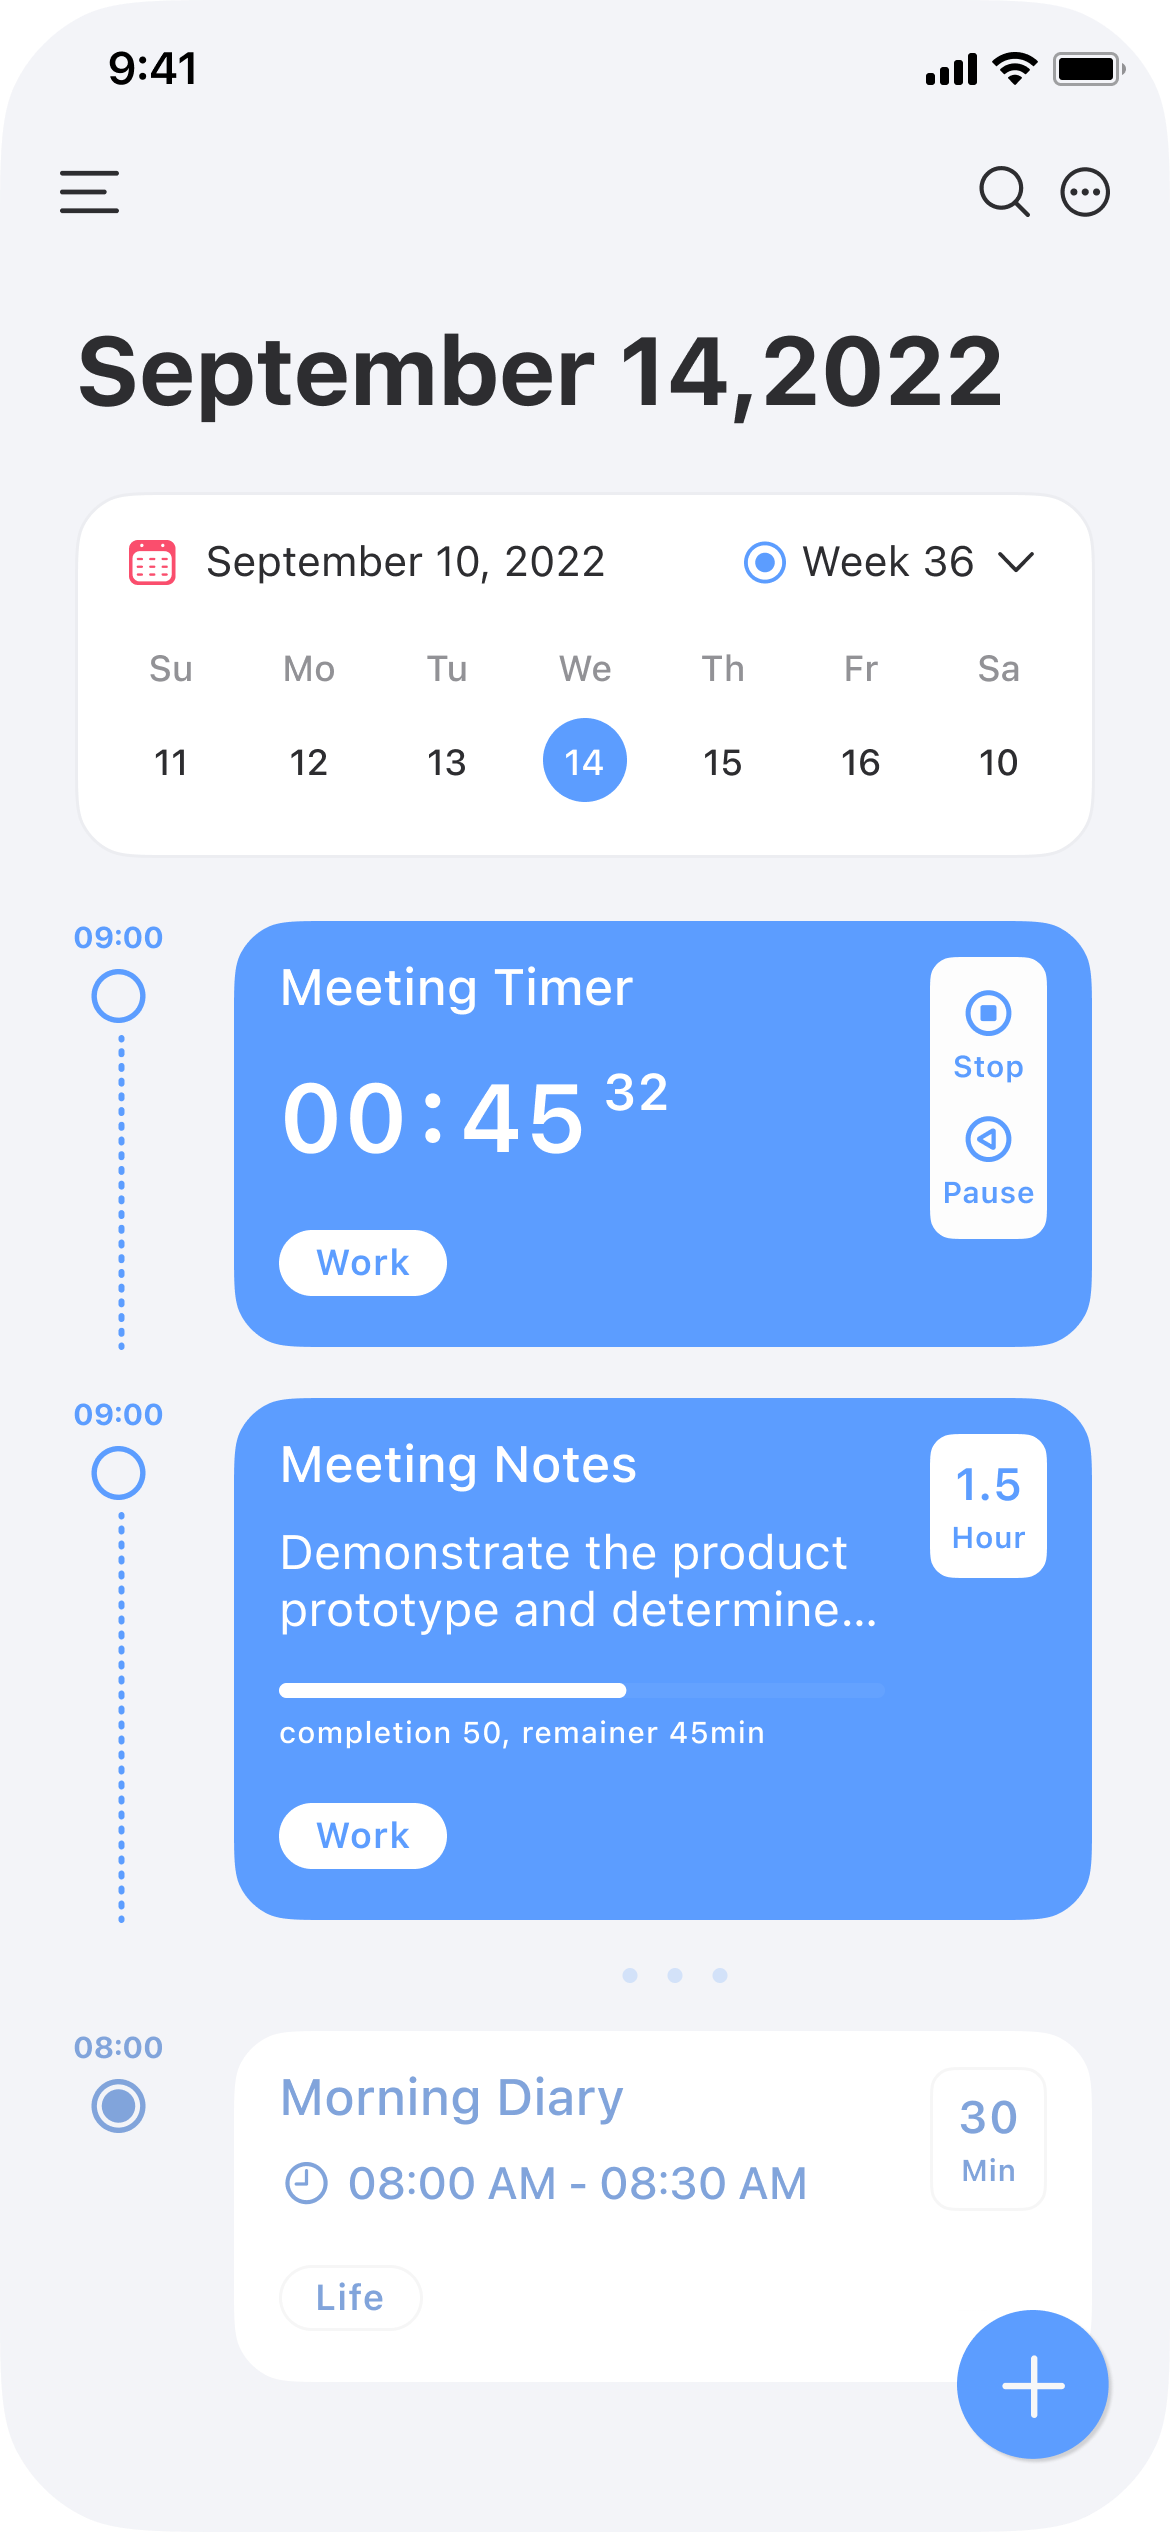 9:41
September 14,2022
September 10, 2022 Week 36
Su Mo Tu We Th Fr Sa
11 12 13 14 15 16 10
09:00
Meeting Timer
00:45 32
Stop
Pause
Work
09:00
Meeting Notes
1.5
Hour
Demonstrate the product
prototype and determine...
completion 50, remainer 45min
Work
08:00
Morning Diary
30
Min
08:00 AM - 08:30 AM
Life